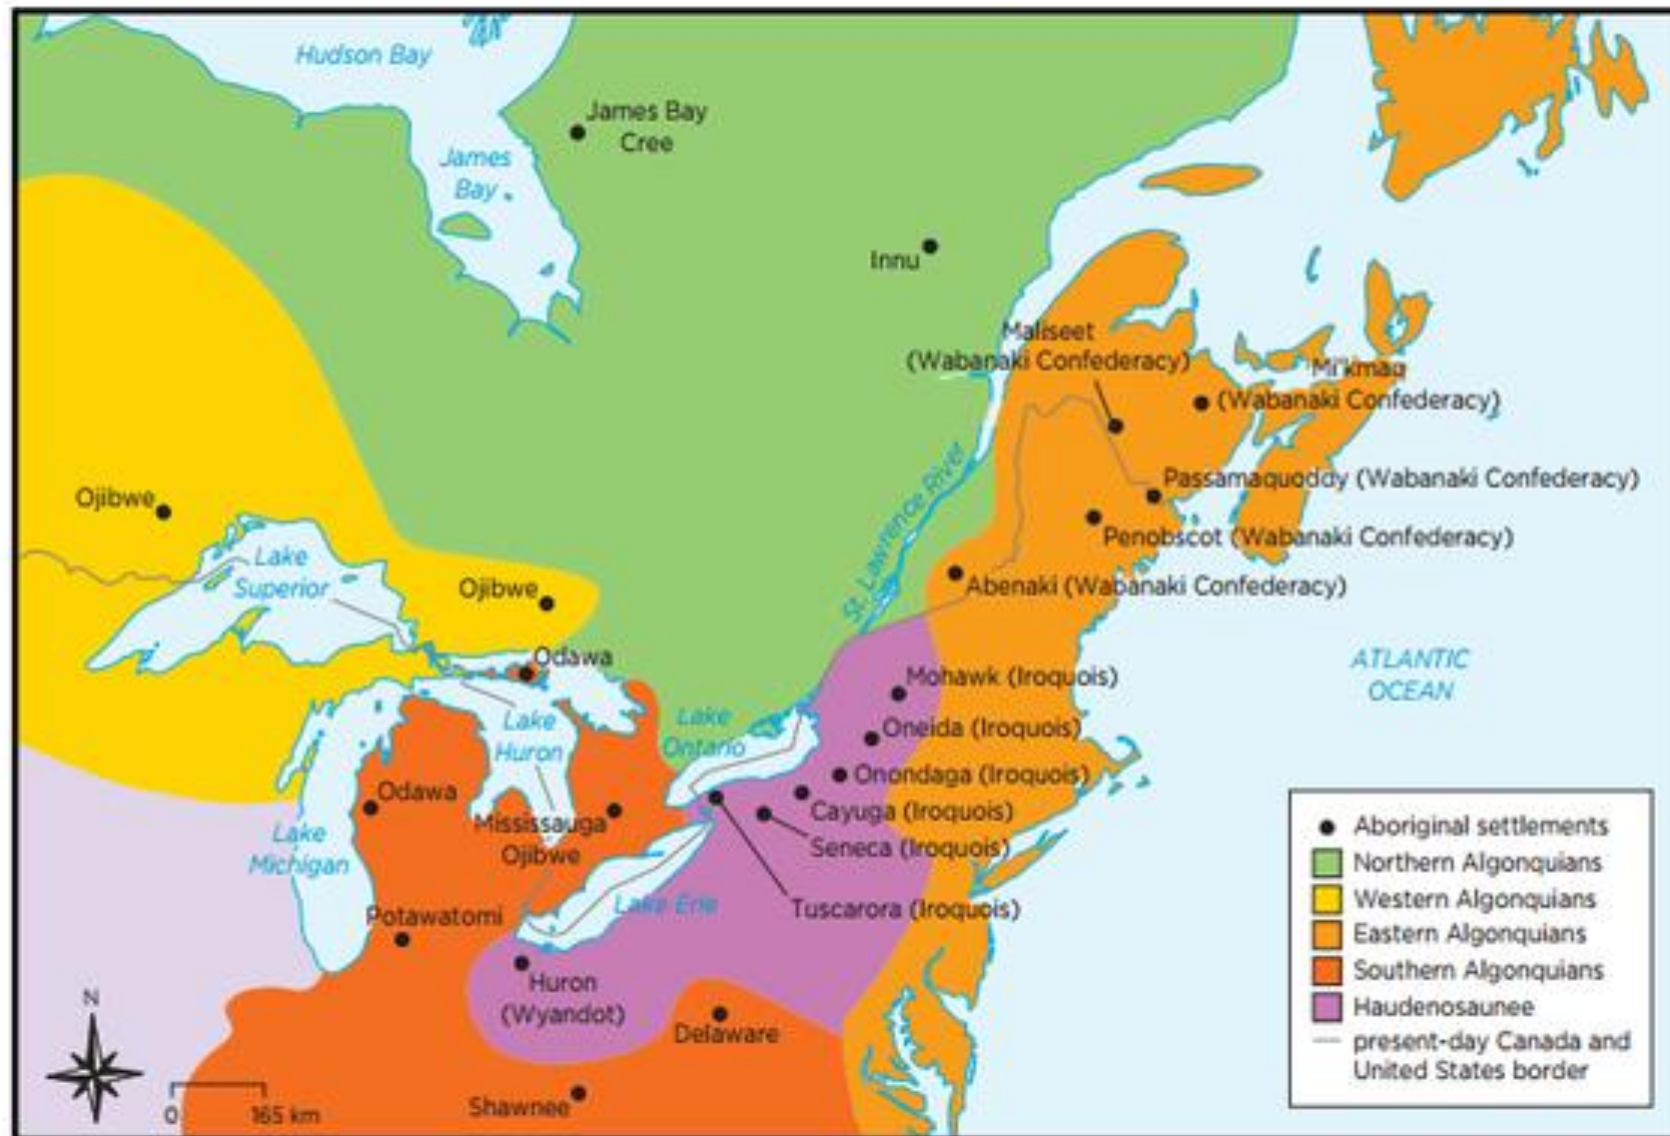 Hudson Bay
James Bay
Cree
James
Bay
Innu
Maliseet
(Wabanaki Confederacy)
Mi'kmaq
(Wabanaki Confederacy)
Passamaquoddy (Wabanaki Confederacy)
Penobscot (Wabanaki Confederacy)
Abenaki (Wabanaki Confederacy)
St. Lawrence River
Ojibwe
Lake
Superior
Ojibwe
Odawa
Lake
Huron
Lake
Ontario
Mohawk (Iroquois)
Oneida (Iroquois)
Onondaga (Iroquois)
Cayuga (Iroquois)
Seneca (Iroquois)
Tuscarora (Iroquois)
ATLANTIC
OCEAN
Odawa
Mississauga
Ojibwe
Lake
Michigan
Lake Erie
Potawatomi
Huron
(Wyandot)
Delaware
Shawnee
N
0 165 km
Aboriginal settlements
Northern Algonquians
Western Algonquians
Eastern Algonquians
Southern Algonquians
Haudenosaunee
present-day Canada and
United States border